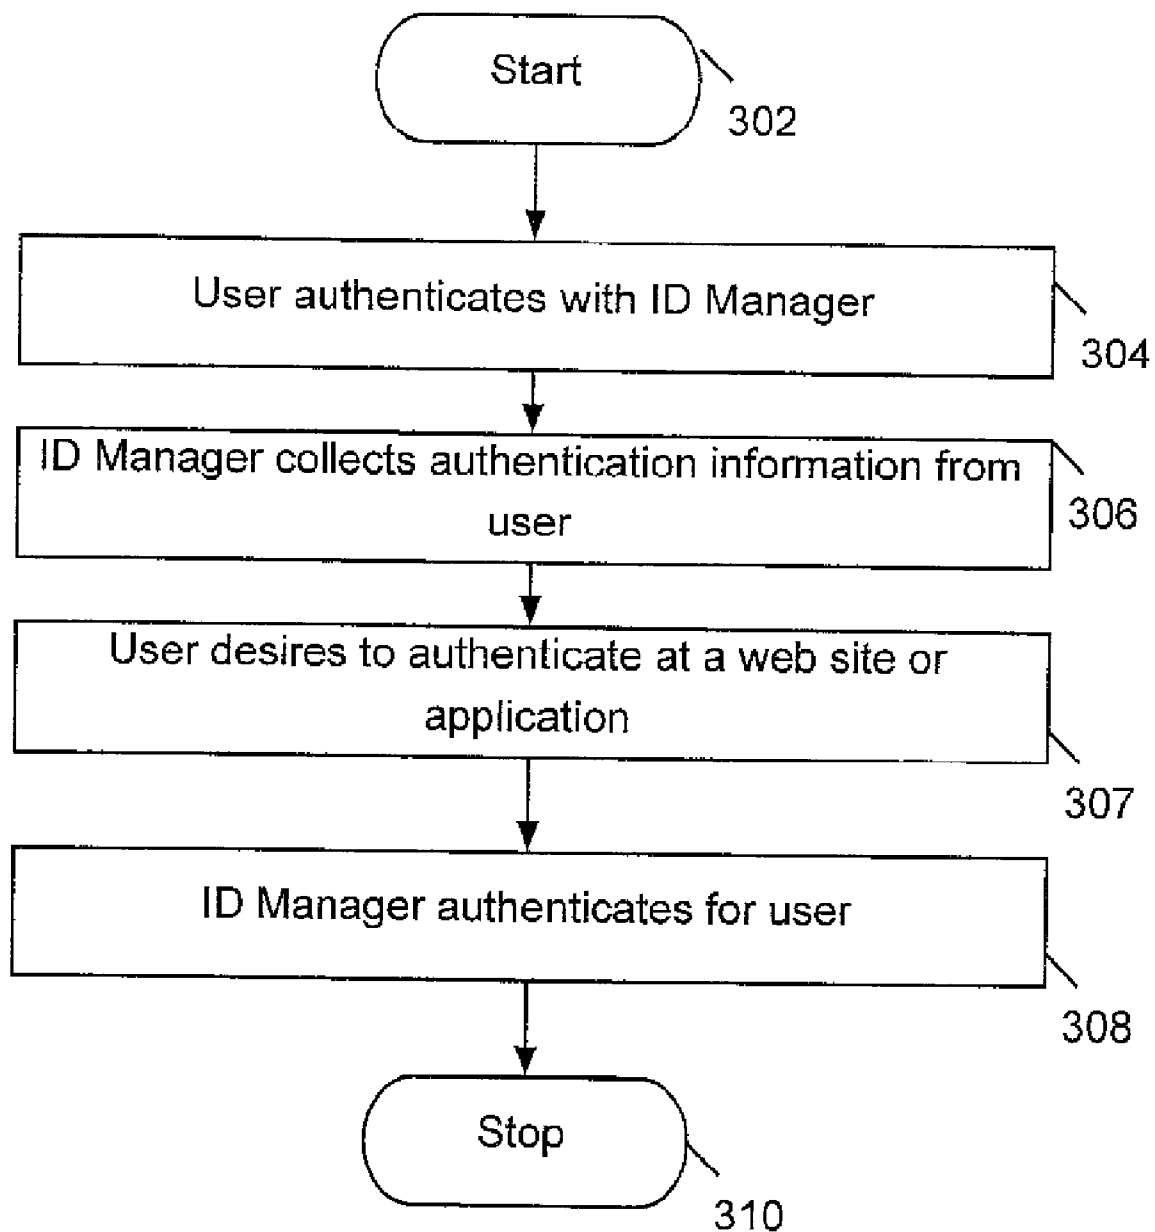 Start
302
User authenticates with ID Manager
304
ID Manager collects authentication information from
user
306
User desires to authenticate at a web site or
application
307
ID Manager authenticates for user
308
Stop
310